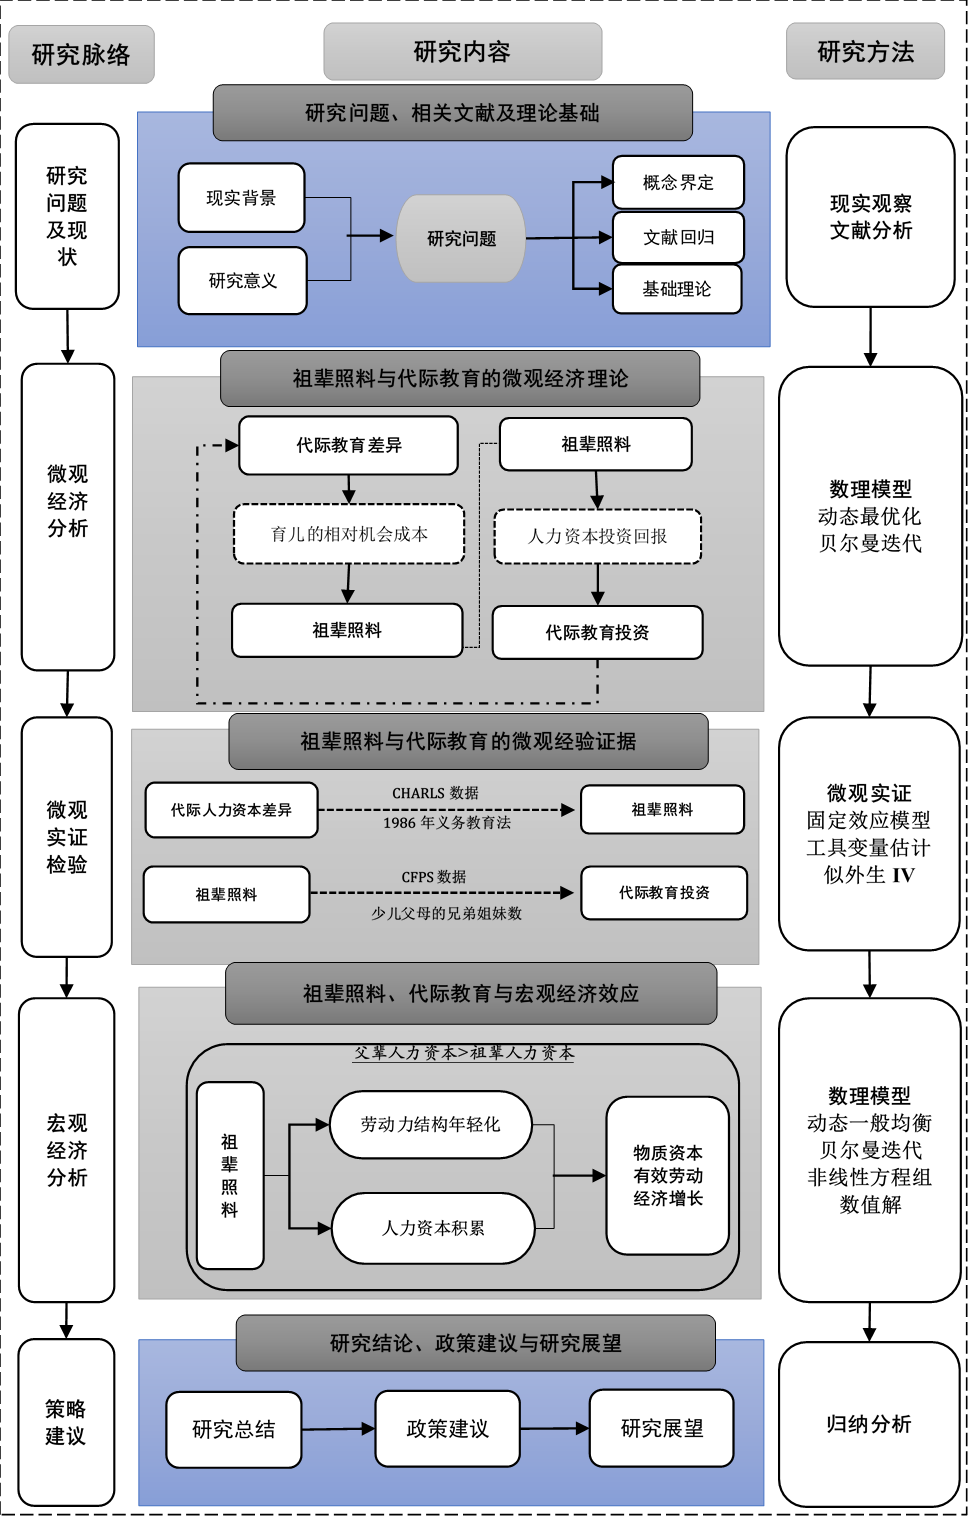 研究脉络
研究内容
研究方法
研究问题、相关文献及理论基础
研究
问题
及现
状
现实背景
研究意义
研究问题
概念界定
文献回归
基础理论
现实观察
文献分析
祖辈照料与代际教育的微观经济理论
微观
经济
分析
代际教育差异
育儿的相对机会成本
祖辈照料
祖辈照料
人力资本投资回报
代际教育投资
数理模型
动态最优化
贝尔曼迭代
祖辈照料与代际教育的微观经验证据
微观
实证
检验
代际人力资本差异
CHARLS 数据
1986 年义务教育法
祖辈照料
祖辈照料
CFPS 数据
少儿父母的兄弟姐妹数
代际教育投资
微观实证
固定效应模型
工具变量估计
似外生 IV
祖辈照料、代际教育与宏观经济效应
宏观
经济
分析
父辈人力资本>祖辈人力资本
祖
辈
照
料
劳动力结构年轻化
人力资本积累
物质资本
有效劳动
经济增长
数理模型
动态一般均衡
贝尔曼迭代
非线性方程组
数值解
研究结论、政策建议与研究展望
策略
建议
研究总结
政策建议
研究展望
归纳分析